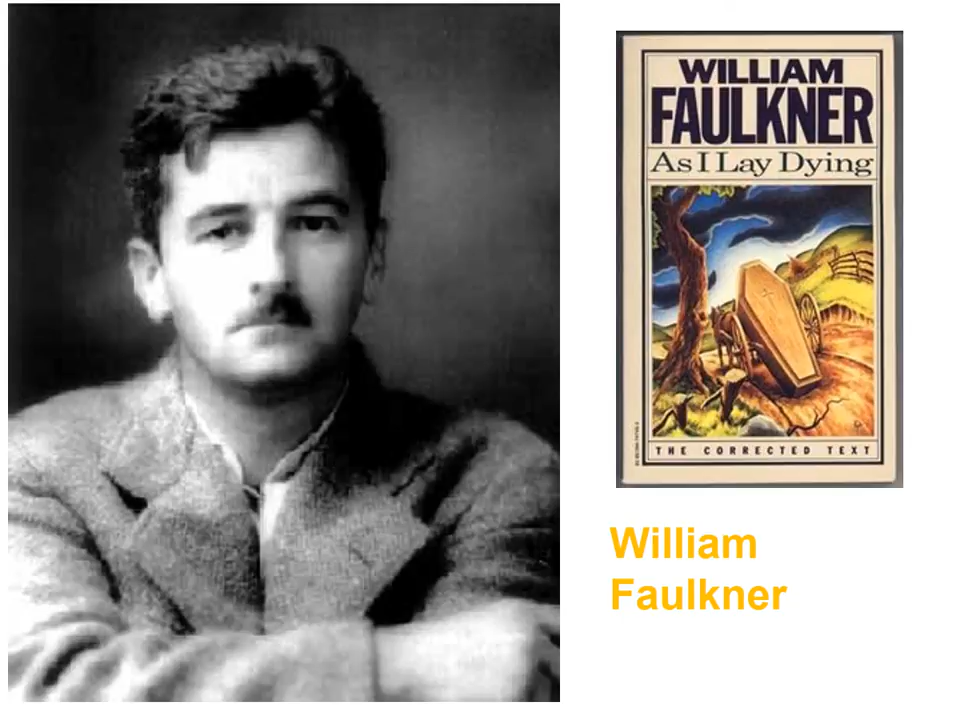 WILLIAM
FAULKNER
As I Lay Dying
THE CORRECTED TEXT
William
Faulkner